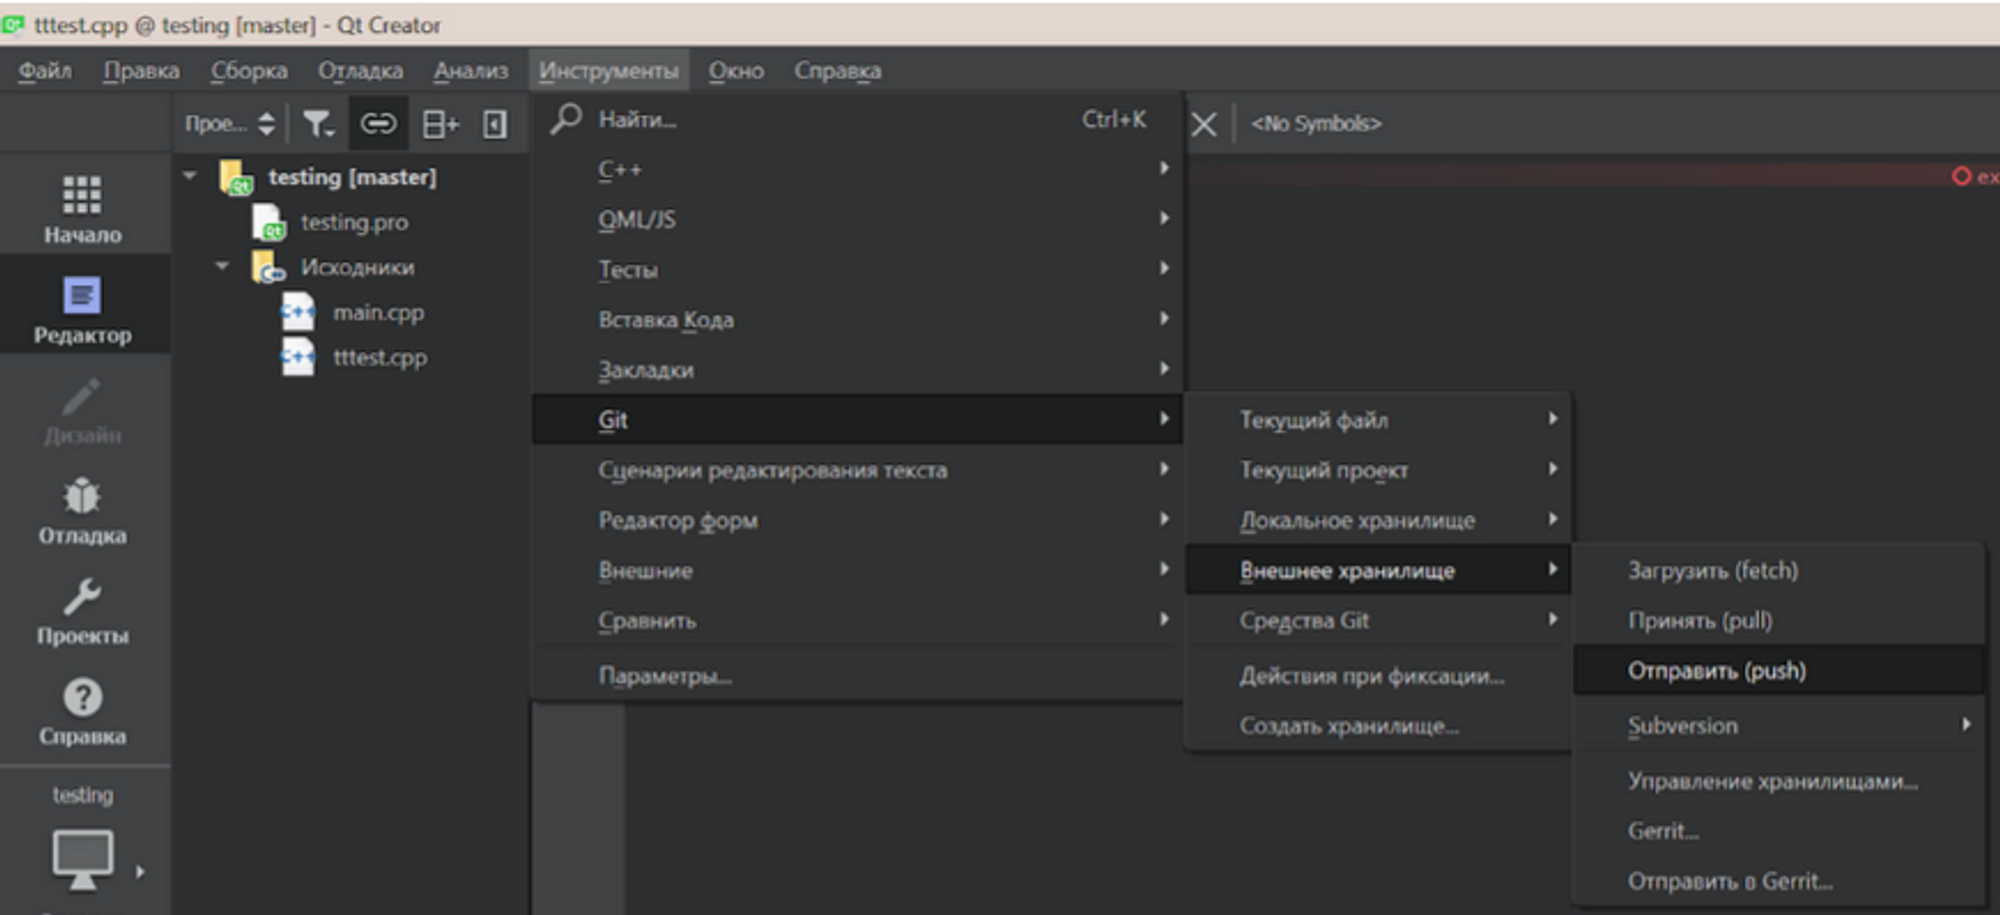 tttest.cpp @ testing [master] - Qt Creator
Файл Правка Сборка Отладка Анализ Инструменты Окно Справка
Прое...
<No Symbols>
testing [master]
testing.pro
Исходники
main.cpp
tttest.cpp
Начало
Редактор
Дизайн
Отладка
Проекты
Справка
testing
Найти... Ctrl+K
C++
QML/JS
Тесты
Вставка Кода
Закладки
Git
Сценарии редактирования текста
Редактор форм
Внешние
Сравнить
Параметры...
Текущий файл
Текущий проект
Локальное хранилище
Внешнее хранилище
Средства Git
Действия при фиксации...
Создать хранилище...
Загрузить (fetch)
Принять (pull)
Отправить (push)
Subversion
Управление хранилищами...
Gerrit...
Отправить в Gerrit...
ex